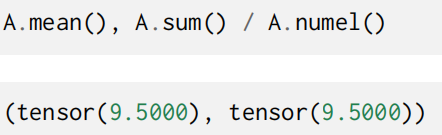 A.mean(), A.sum() / A.numel()
(tensor(9.5000), tensor(9.5000))